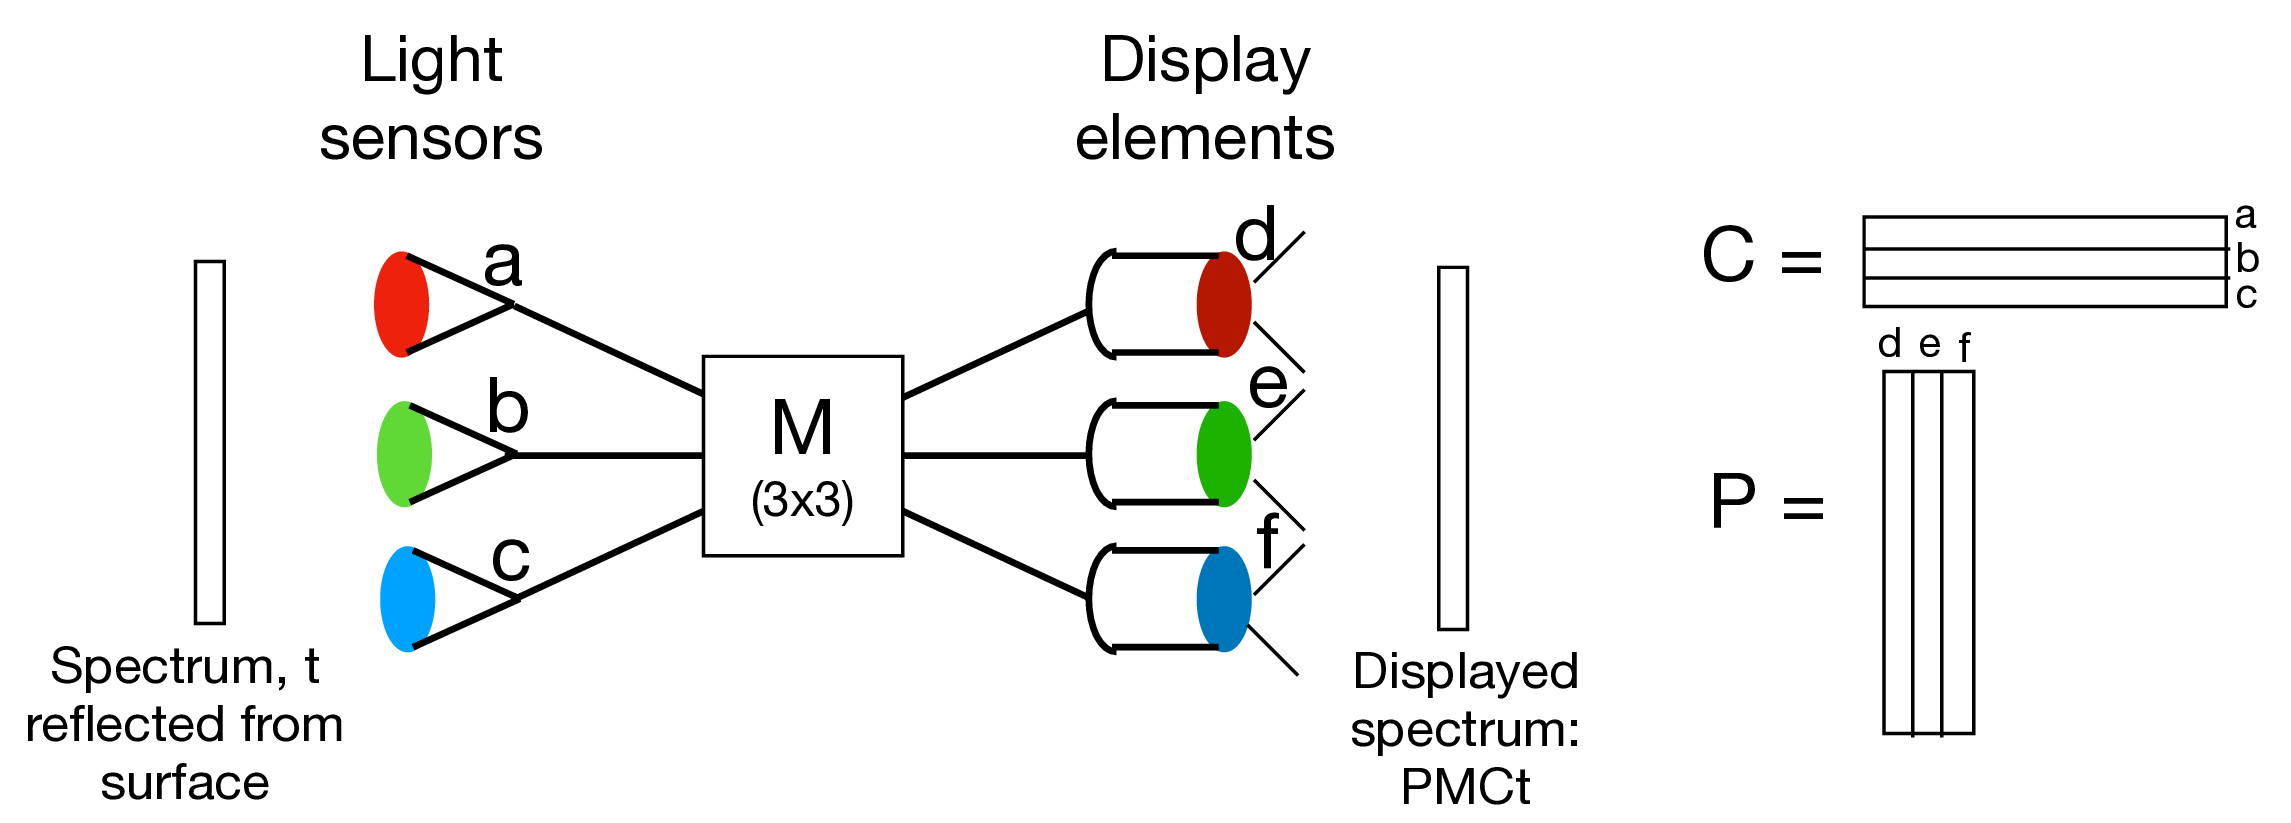 Light
sensors
Display
elements
a
b
c
M
(3x3)
d
e
f
Spectrum, t
reflected from
surface
Displayed
spectrum:
PMCt
C =
a
b
c
d e f
P =